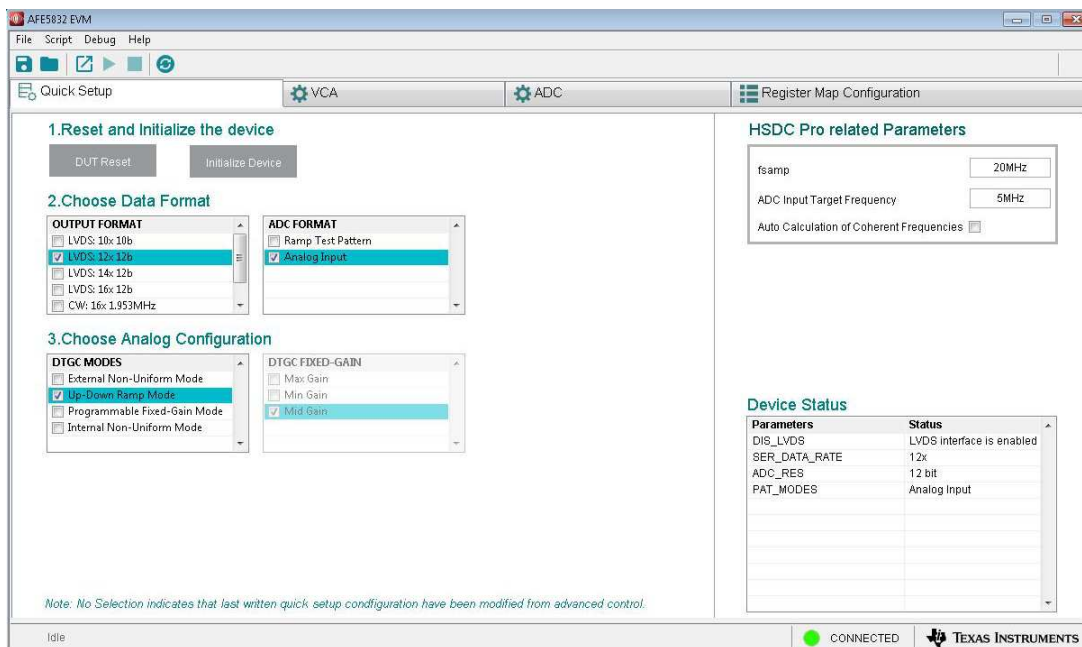 AFE5832 EVM
File Script Debug Help
Quick Setup
VCA
ADC
Register Map Configuration
1.Reset and Initialize the device
DUT Reset
Initialize Device
2.Choose Data Format
OUTPUT FORMAT
LVDS: 10x 10b
LVDS: 12x 12b
LVDS: 14x 12b
LVDS: 16x 12b
CW: 16x 1.953MHz
ADC FORMAT
Ramp Test Pattern
Analog Input
3.Choose Analog Configuration
DTGC MODES
External Non-Uniform Mode
Up-Down Ramp Mode
Programmable Fixed-Gain Mode
Internal Non-Uniform Mode
DTGC FIXED-GAIN
Max Gain
Min Gain
Mid Gain
Note: No Selection indicates that last written quick setup condfiguration have been modified from advanced control.
HSDC Pro related Parameters
fsamp 20MHz
ADC Input Target Frequency 5MHz
Auto Calculation of Coherent Frequencies
Device Status
Parameters Status
DIS_LVDS LVDS interface is enabled
SER_DATA_RATE 12x
ADC_RES 12 bit
PAT_MODES Analog Input
Idle
CONNECTED
TEXAS INSTRUMENTS